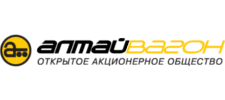 АЛТАЙВАГОН
ОТКРЫТОЕ АКЦИОНЕРНОЕ ОБЩЕСТВО